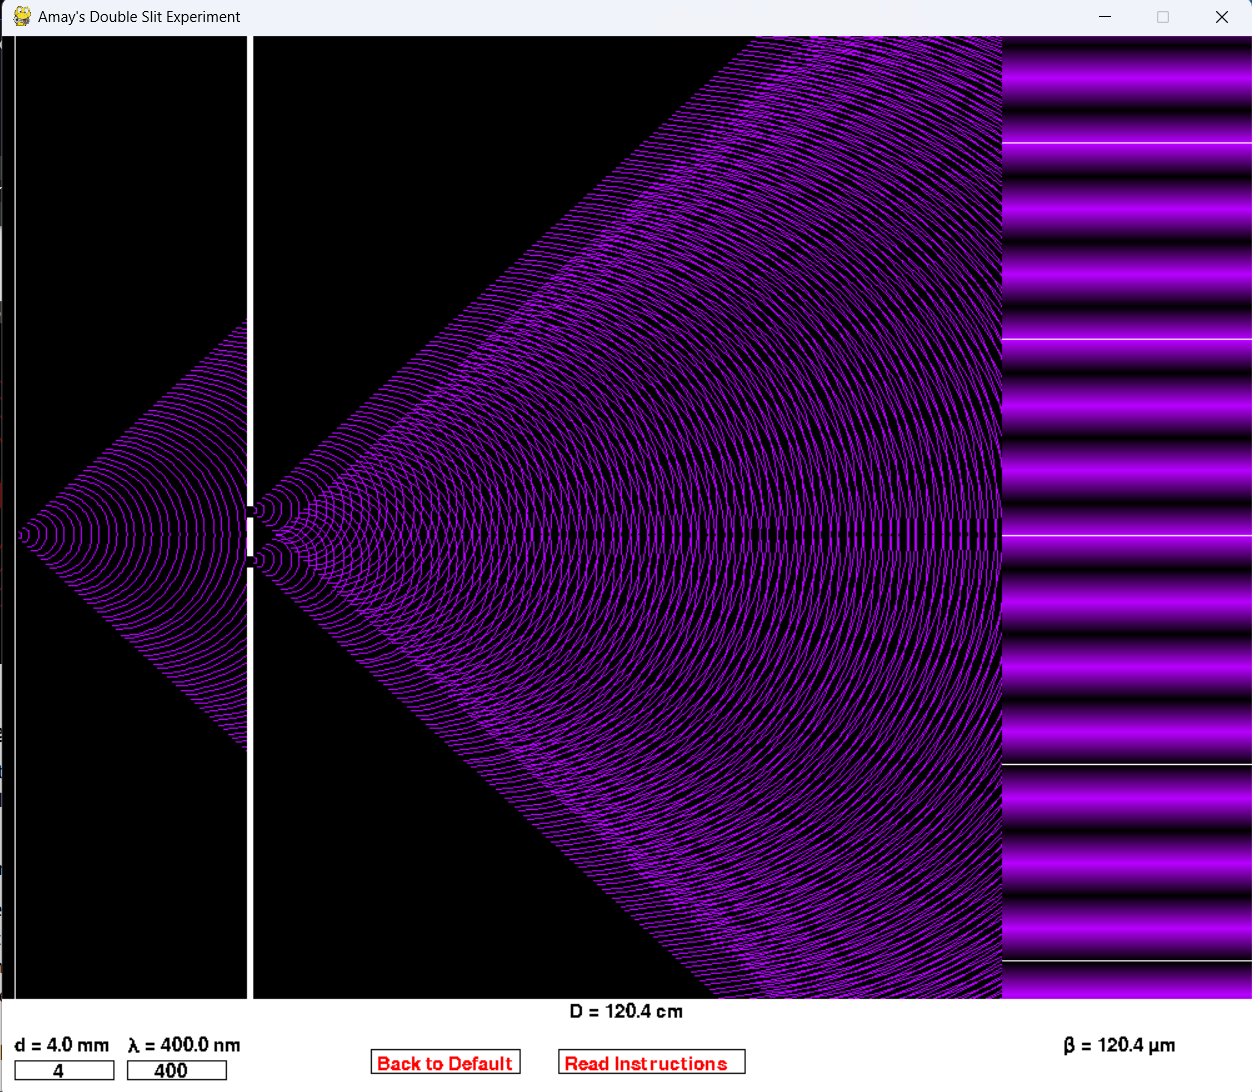 Amay's Double Slit Experiment
D = 120.4 cm
d = 4.0 mm λ = 400.0 nm
β = 120.4 μm
4 400
Back to Default Read Instructions